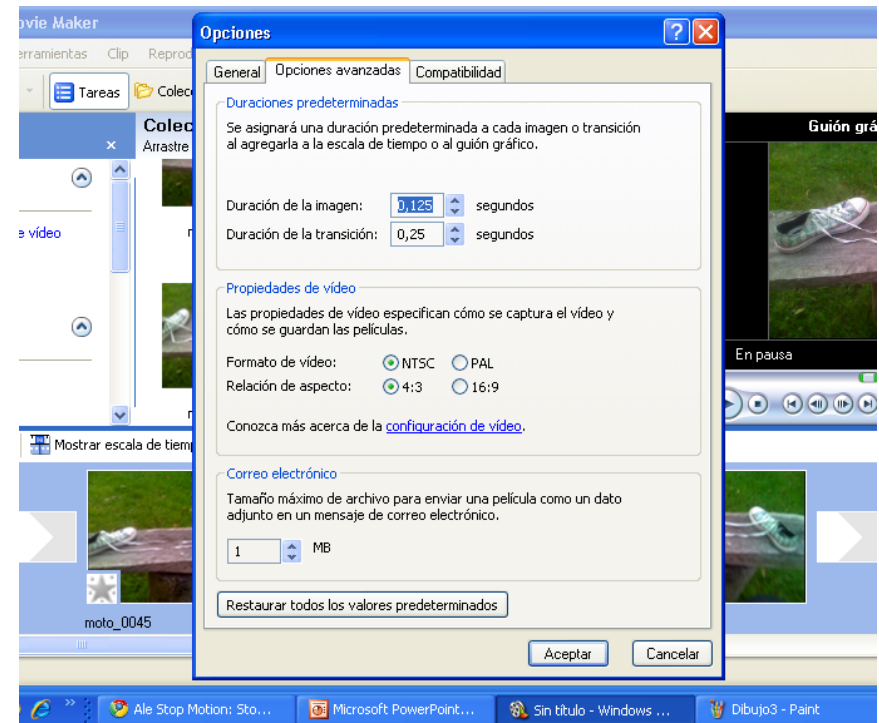 ovie Maker
erramientas Clip Reprod
Tareas Colec
Colec
Arrastre
e vídeo
Opciones
General Opciones avanzadas Compatibilidad
Duraciones predeterminadas
Se asignará una duración predeterminada a cada imagen o transición
al agregarla a la escala de tiempo o al guión gráfico.
Duración de la imagen: 0,125 segundos
Duración de la transición: 0,25 segundos
Propiedades de vídeo
Las propiedades de vídeo especifican cómo se captura el vídeo y
cómo se guardan las películas.
Formato de vídeo: NTSC PAL
Relación de aspecto: 4:3 16:9
Conozca más acerca de la configuración de vídeo.
Correo electrónico
Tamaño máximo de archivo para enviar una película como un dato
adjunto en un mensaje de correo electrónico.
1 MB
Restaurar todos los valores predeterminados
Aceptar Cancelar
Guión grá
En pausa
Mostrar escala de tiem
moto_0045
Ale Stop Motion: Sto... Microsoft PowerPoint... Sin título - Windows ... Dibujo3 - Paint